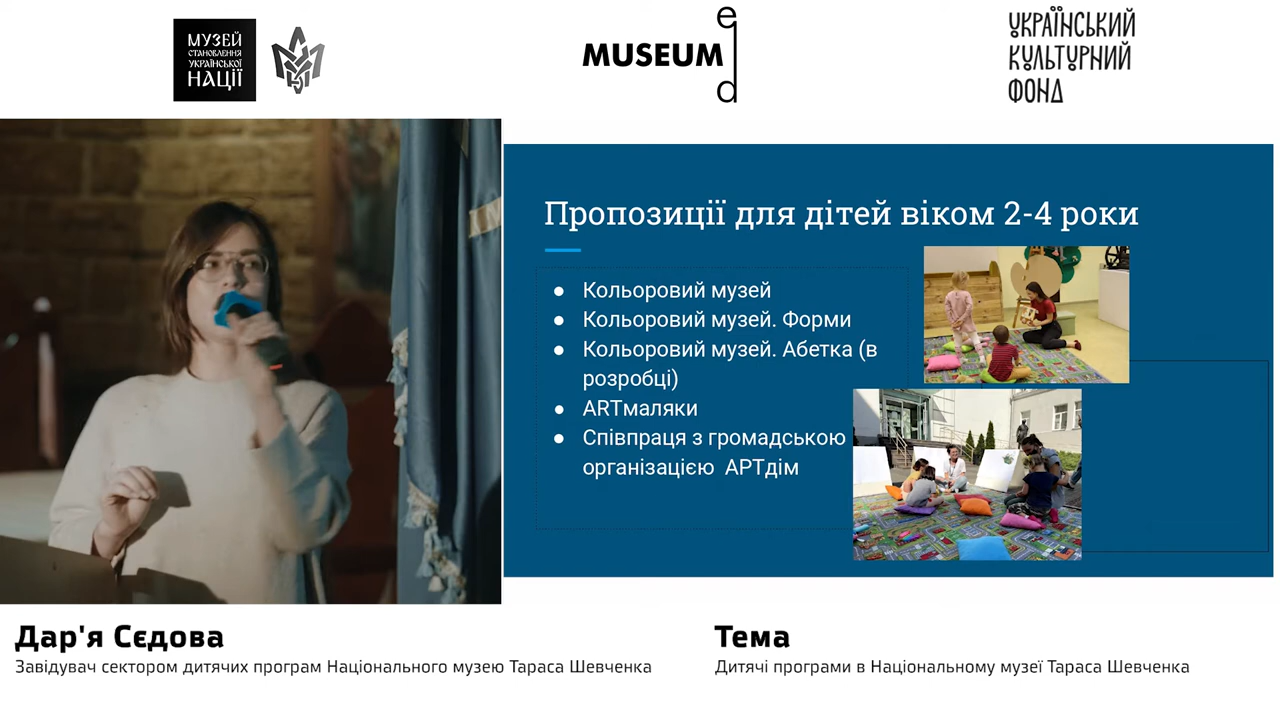 МУЗЕЙ
СТАНОВЛЕННЯ
УКРАЇНСЬКОЇ
НАЦІЇ
MUSEUM
ed
УКРАЇНСЬКИЙ
КУЛЬТУРНИЙ
ФОНД
Пропозиції для дітей віком 2-4 роки
● Кольоровий музей
● Кольоровий музей. Форми
● Кольоровий музей. Абетка (в
розробці)
● ARTмаляки
● Співпраця з громадською
організацією АРТдім
Дар'я Сєдова
Завідувач сектором дитячих програм Національного музею Тараса Шевченка
Тема
Дитячі програми в Національному музеї Тараса Шевченка